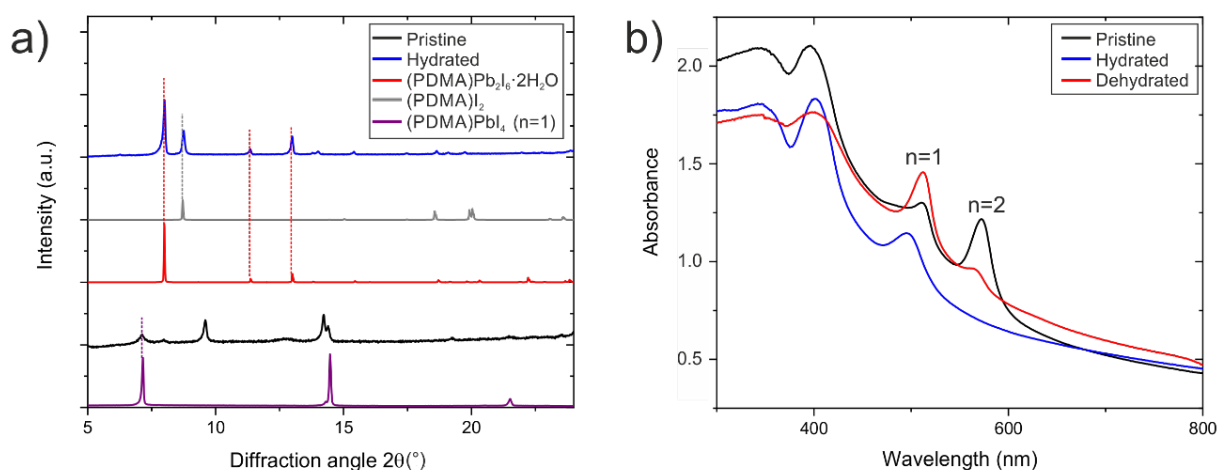 a)
Pristine
Hydrated
(PDMA)Pb₂I₆·2H₂O
(PDMA)I₂
(PDMA)PbI₄ (n=1)
Intensity (a.u.)
5 10 15 20
Diffraction angle 2θ(°)
b)
Pristine
Hydrated
Dehydrated
n=1
n=2
Absorbance
2.0
1.5
1.0
0.5
400 600 800
Wavelength (nm)